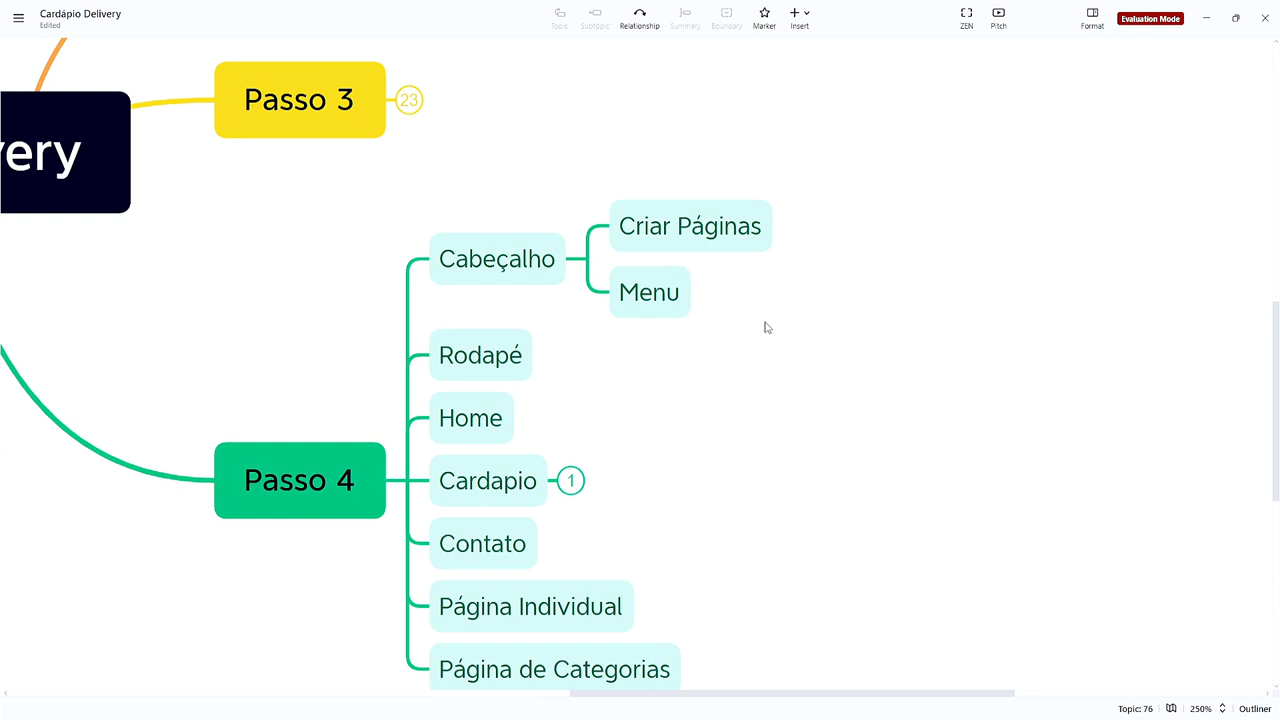 Cardápio Delivery
Edited
Topic
Subtopic
Relationship
Summary
Boundary
Marker
Insert
ZEN
Pitch
Format
Evaluation Mode
Passo 3
23
very
Criar Páginas
Cabeçalho
Menu
Rodapé
Home
Passo 4
Cardapio
1
Contato
Página Individual
Página de Categorias
Topic: 76
250%
Outliner